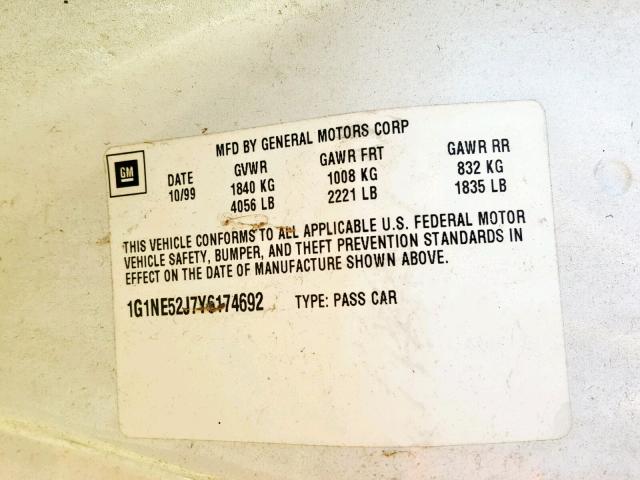 MFD BY GENERAL MOTORS CORP
GM
DATE GVWR GAWR FRT GAWR RR
10/99 1840 KG 1008 KG 832 KG
4056 LB 2221 LB 1835 LB
THIS VEHICLE CONFORMS TO ALL APPLICABLE U.S. FEDERAL MOTOR
VEHICLE SAFETY, BUMPER, AND THEFT PREVENTION STANDARDS IN
EFFECT ON THE DATE OF MANUFACTURE SHOWN ABOVE.
1G1NE52J7Y6174692 TYPE: PASS CAR